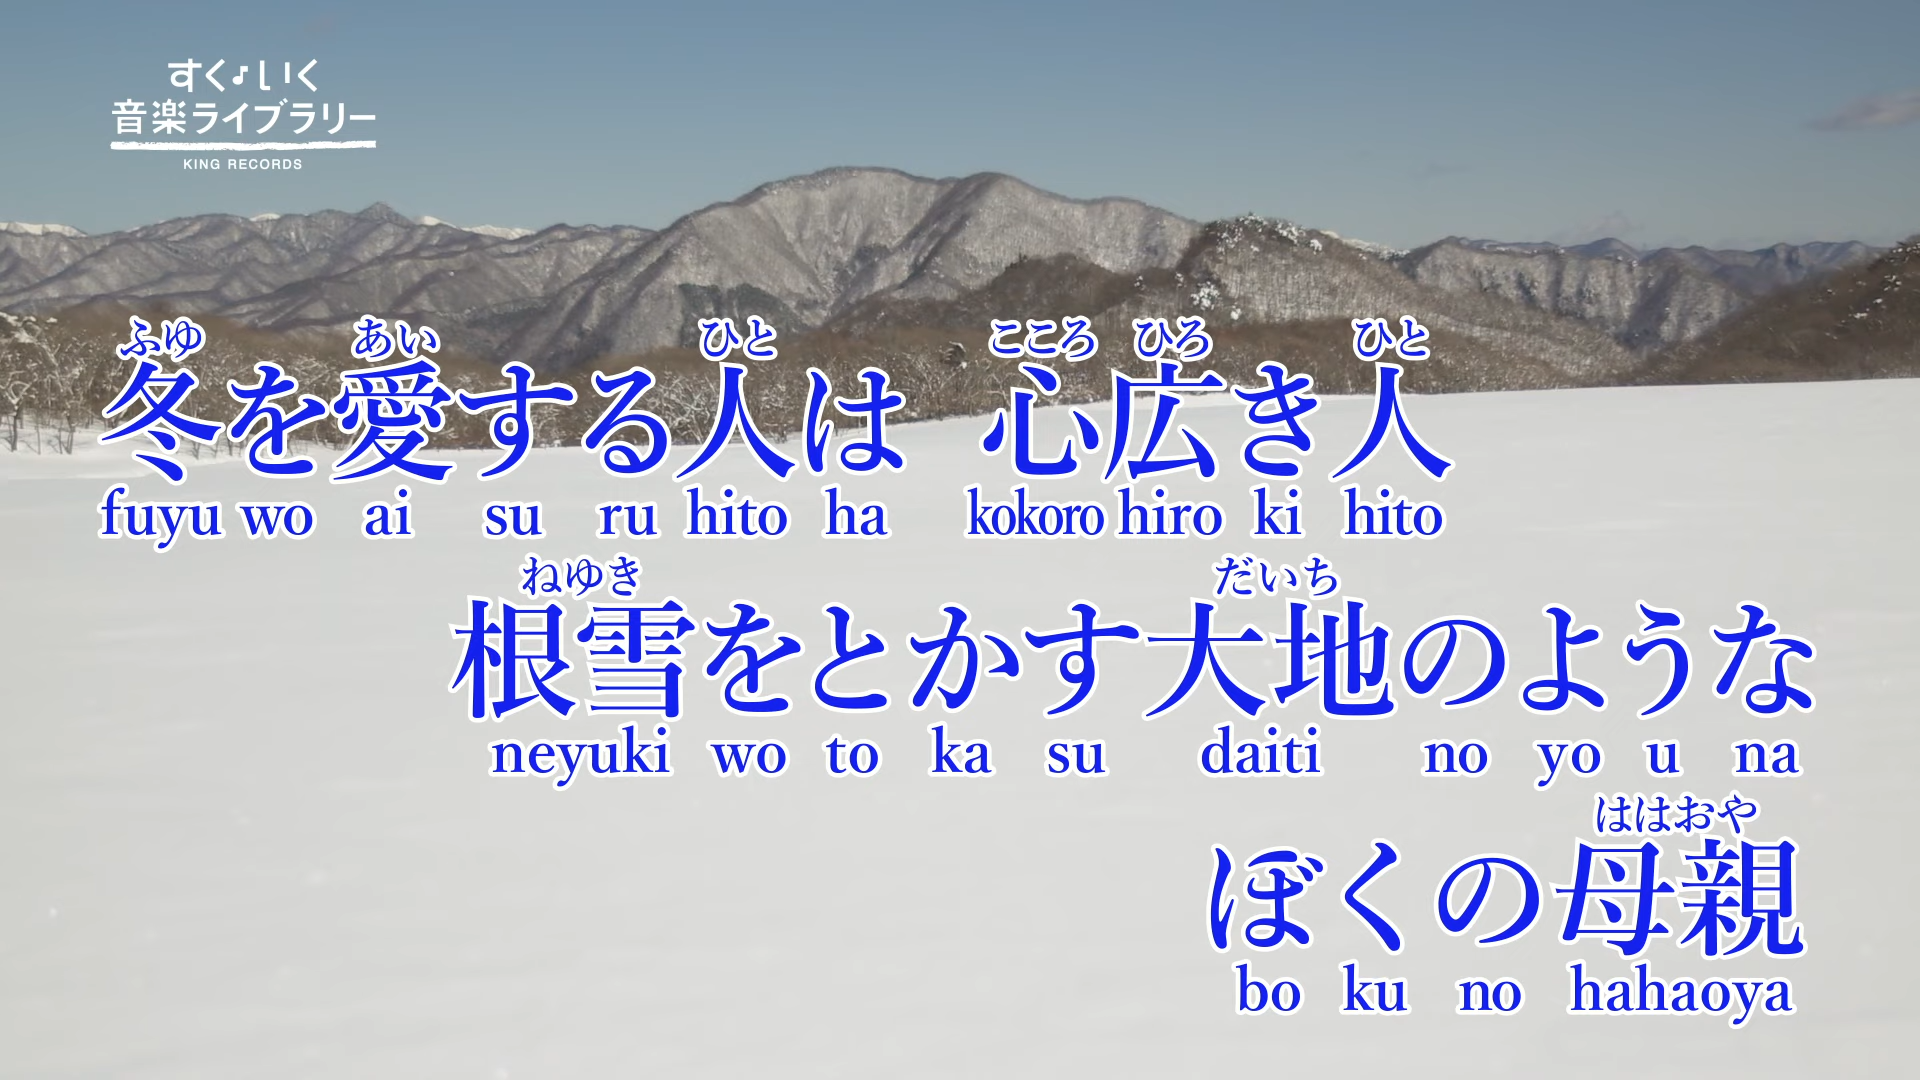 すく♪いく
音楽ライブラリー
KING RECORDS
ふゆ あい ひと こころ ひろ ひと
冬を愛する人は 心広き人
fuyu wo ai su ru hito ha kokoro hiro ki hito
ねゆき だいち
根雪をとかす大地のような
neyuki wo to ka su daiti no yo u na
ははおや
ぼくの母親
bo ku no hahaoya